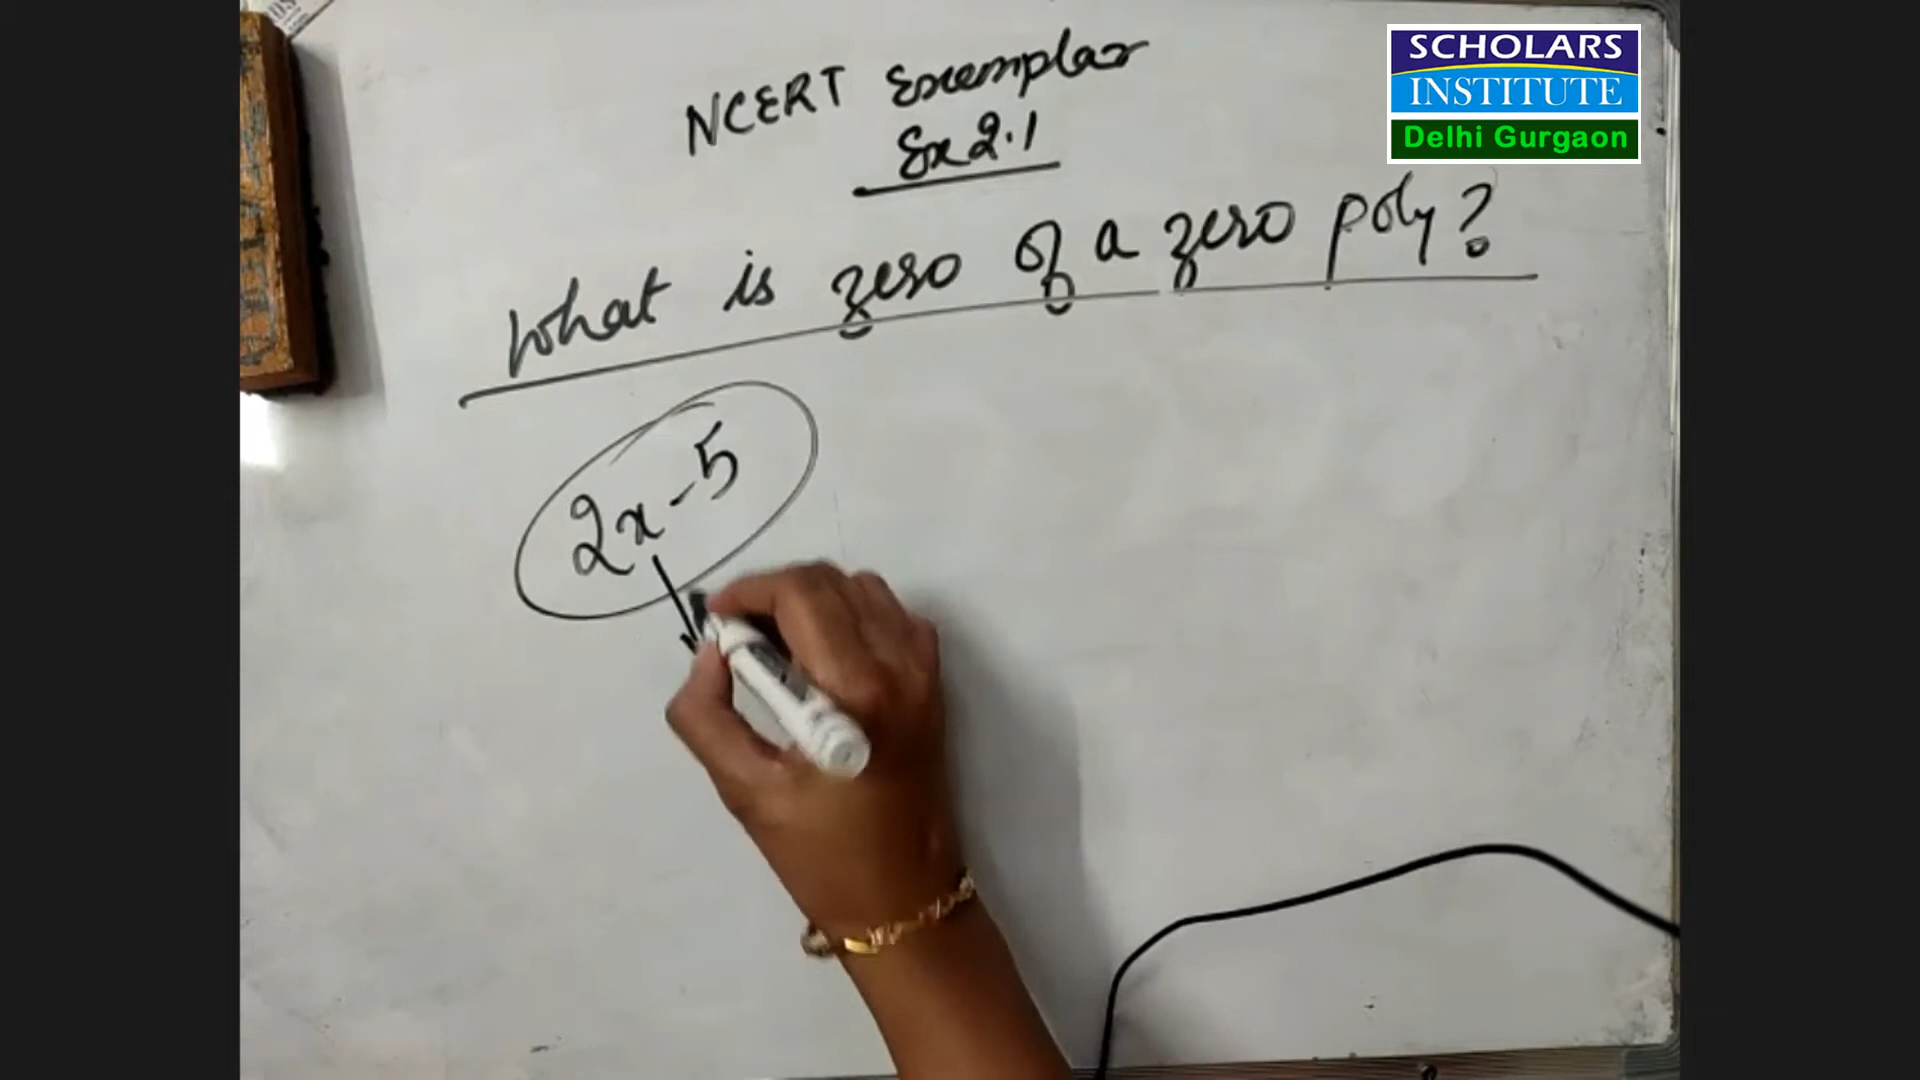 SCHOLARS
INSTITUTE
Delhi Gurgaon
NCERT Exemplar
Ex 2.1
What is zero of a zero poly?
2x-5